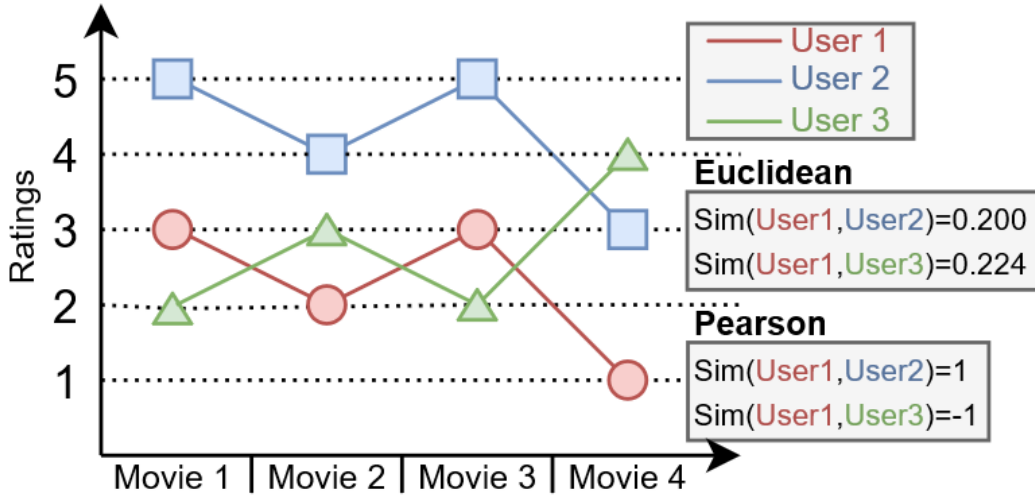 User 1
User 2
User 3
5
4
3
2
1
Ratings
Euclidean
Sim(User1,User2)=0.200
Sim(User1,User3)=0.224
Pearson
Sim(User1,User2)=1
Sim(User1,User3)=-1
Movie 1 Movie 2 Movie 3 Movie 4